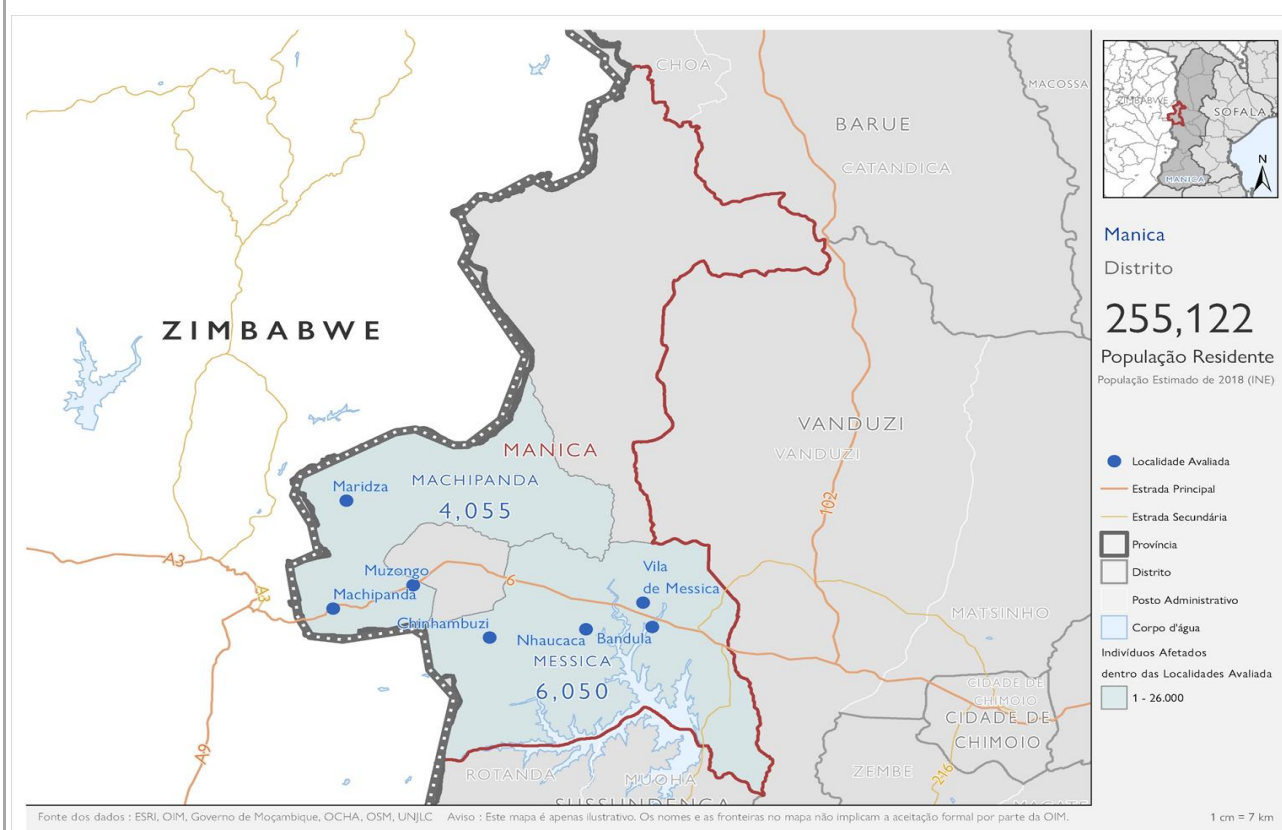 CHOA
MACOSSA
BARUE
CATANDICA
ZIMBABWE
VANDUZI
VANDUZI
MANICA
MACHIPANDA
4,055
Maridza
102
A3
A3
6
Muzongo
Machipanda
Vila
de Messica
Chinhambuzi
Nhaucaca
Bandula
MESSICA
6,050
MATSINHO
CIDADE DE
CHIMOIO
CIDADE DE
CHIMOIO
A9
ROTANDA
MUOHA
SUSSUNDENGA
ZEMBE
216
MACATE
ZIMBABWE
SOFALA
MANICA
N
Manica
Distrito
255,122
População Residente
População Estimado de 2018 (INE)
Localidade Avaliada
Estrada Principal
Estrada Secundária
Província
Distrito
Posto Administrativo
Corpo d'água
Indivíduos Afetados
dentro das Localidades Avaliada
1 - 26.000
Fonte dos dados : ESRI, OIM, Governo de Moçambique, OCHA, OSM, UNJLC Aviso : Este mapa é apenas ilustrativo. Os nomes e as fronteiras no mapa não implicam a aceitação formal por parte da OIM.
1 cm = 7 km